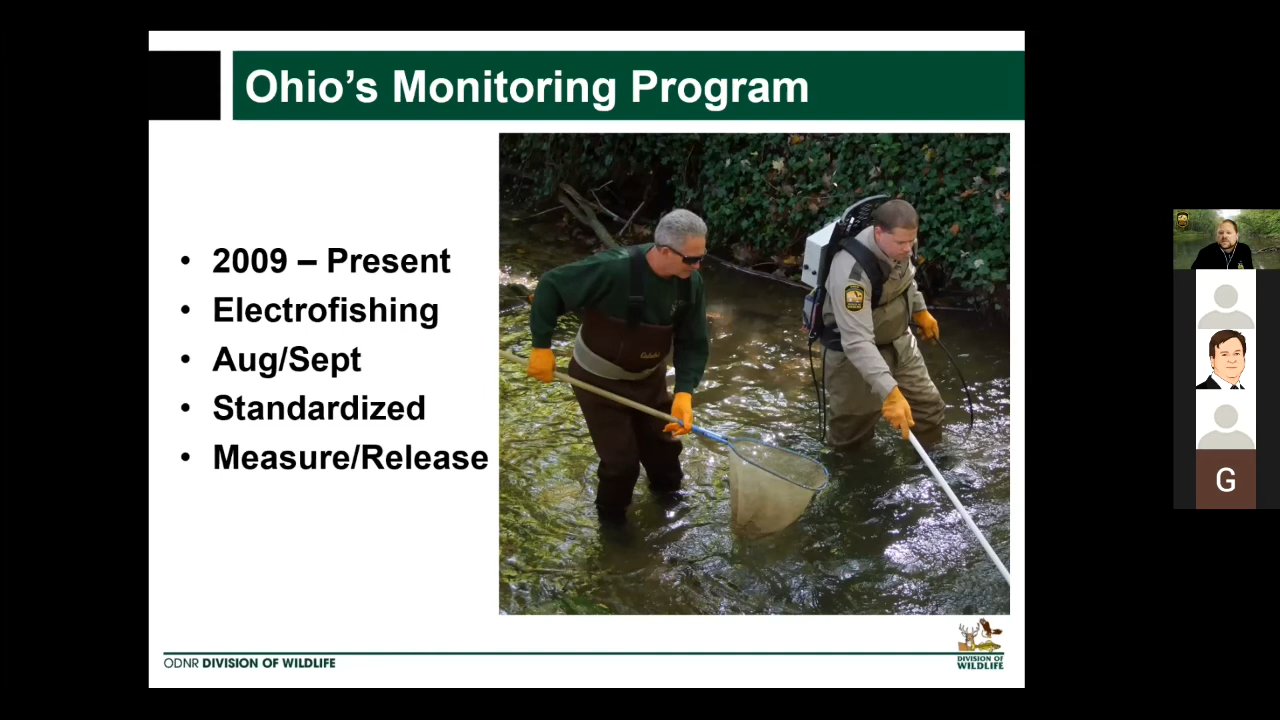 Ohio's Monitoring Program
• 2009 – Present
• Electrofishing
• Aug/Sept
• Standardized
• Measure/Release
ODNR DIVISION OF WILDLIFE
DIVISION OF
WILDLIFE
G